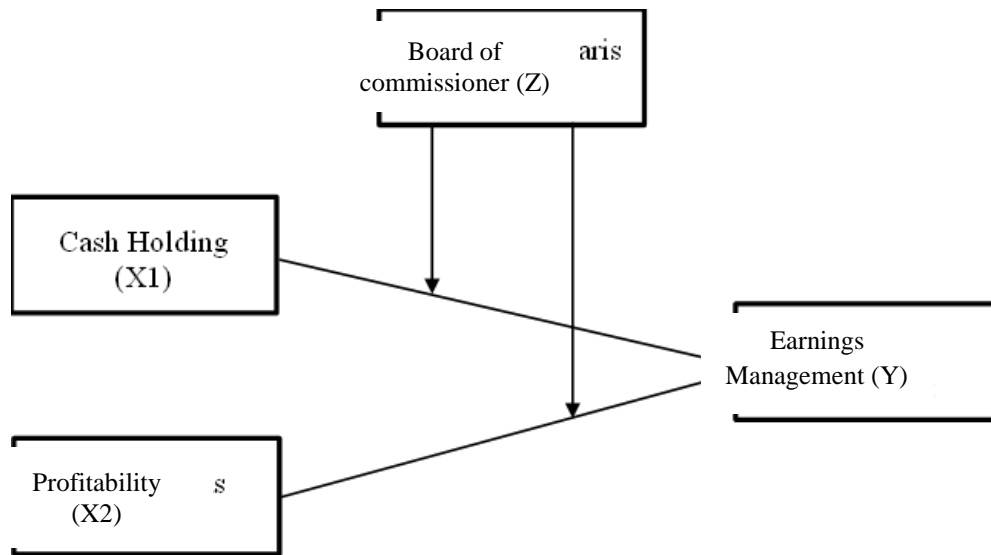 Board of aris
commissioner (Z)
Cash Holding
(X1)
Earnings
Management (Y)
Profitability s
(X2)